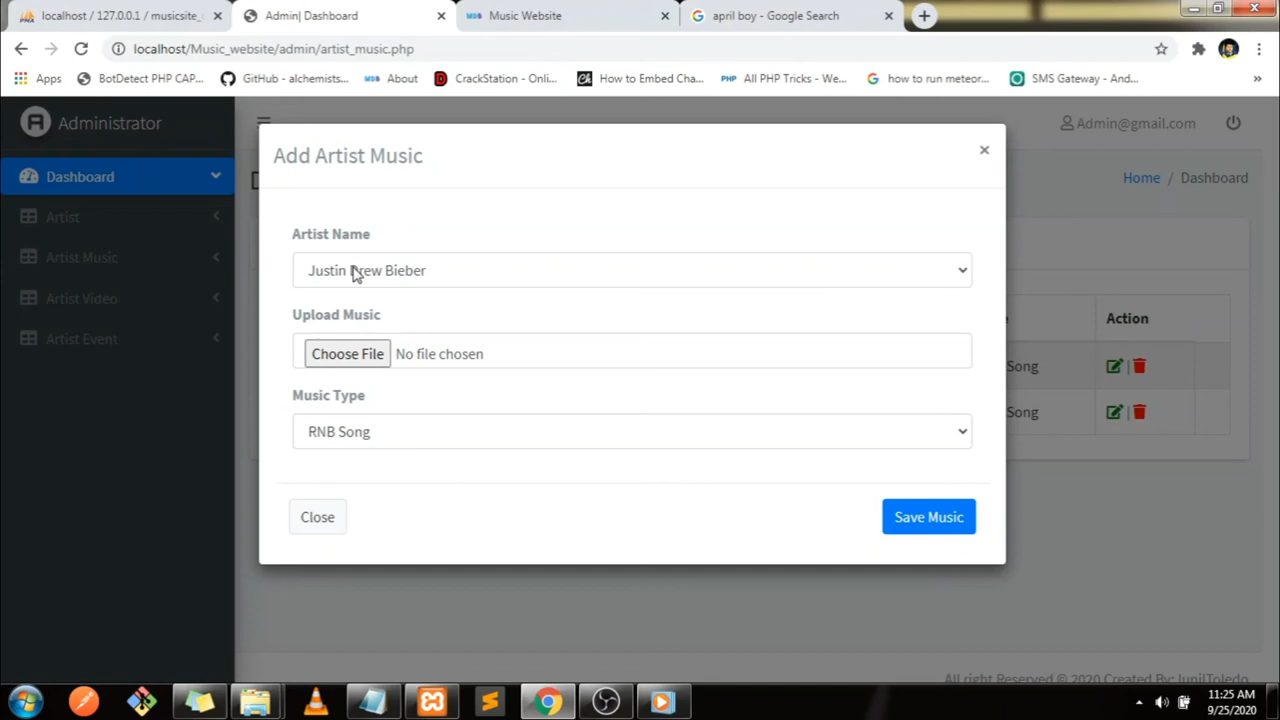 localhost / 127.0.0.1 / musicsite_
Admin| Dashboard
Music Website
april boy - Google Search
localhost/Music_website/admin/artist_music.php
Apps
BotDetect PHP CAP...
GitHub - alchemists...
About
CrackStation - Onli...
How to Embed Cha...
PHP All PHP Tricks - We...
how to run meteor...
SMS Gateway - And...
»
Administrator
Admin@gmail.com
Add Artist Music
×
Dashboard
Home / Dashboard
Artist
Artist Name
Artist Music
Justin Drew Bieber
Artist Video
Upload Music
Action
Artist Event
Choose File No file chosen
Song
|
Music Type
Song
|
RNB Song
Close
Save Music
All right Reserved © 2020 Created By: JunilToledo
11:25 AM
9/25/2020